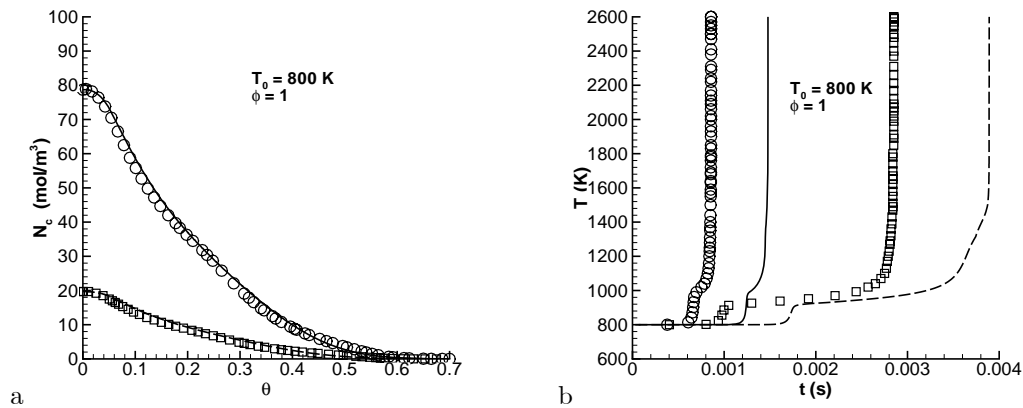 100
90
80
70
60
50
40
30
20
10
0
N_c (mol/m³)
T_0 = 800 K
ϕ = 1
0 0.1 0.2 0.3 0.4 0.5 0.6 0.7
θ
a
2600
2400
2200
2000
1800
1600
1400
1200
1000
800
600
T (K)
T_0 = 800 K
ϕ = 1
0 0.001 0.002 0.003 0.004
t (s)
b